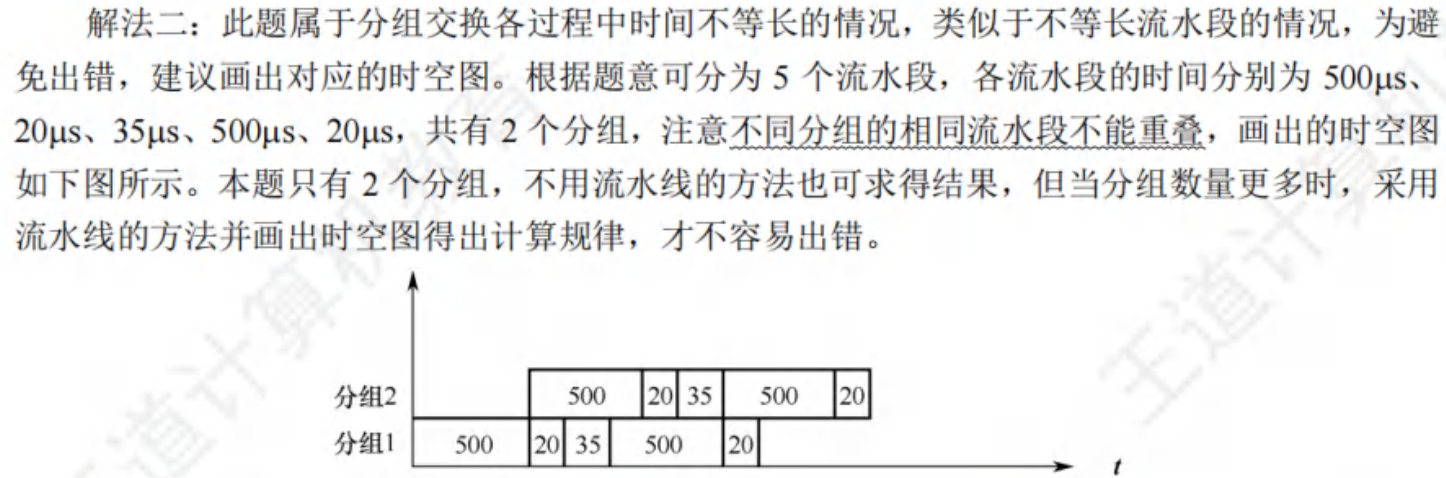 解法二：此题属于分组交换各过程中时间不等长的情况，类似于不等长流水段的情况，为避
免出错，建议画出对应的时空图。根据题意可分为 5 个流水段，各流水段的时间分别为 500μs、
20μs、35μs、500μs、20μs，共有 2 个分组，注意不同分组的相同流水段不能重叠，画出的时空图
如下图所示。本题只有 2 个分组，不用流水线的方法也可求得结果，但当分组数量更多时，采用
流水线的方法并画出时空图得出计算规律，才不容易出错。
分组2 500 20 35 500 20
分组1 500 20 35 500 20
t
王道计算机教育
王道计算机